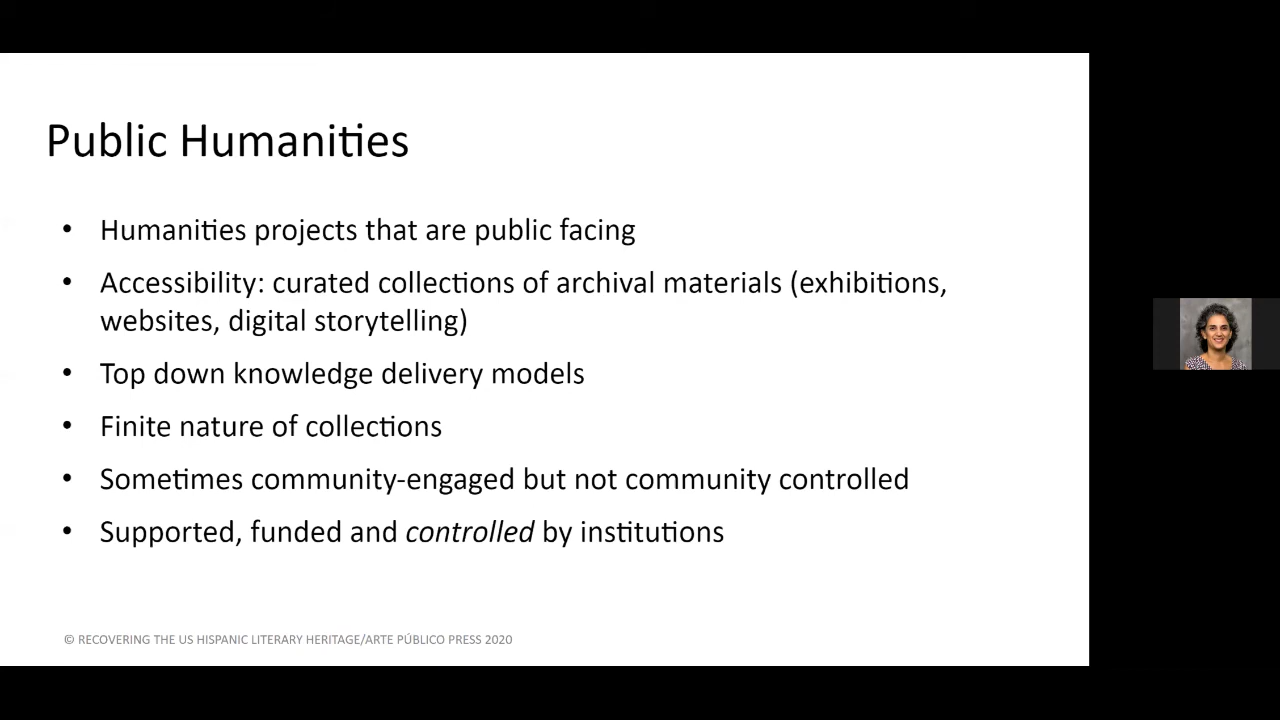 Public Humanities
• Humanities projects that are public facing
• Accessibility: curated collections of archival materials (exhibitions,
websites, digital storytelling)
• Top down knowledge delivery models
• Finite nature of collections
• Sometimes community-engaged but not community controlled
• Supported, funded and controlled by institutions
© RECOVERING THE US HISPANIC LITERARY HERITAGE/ARTE PÚBLICO PRESS 2020